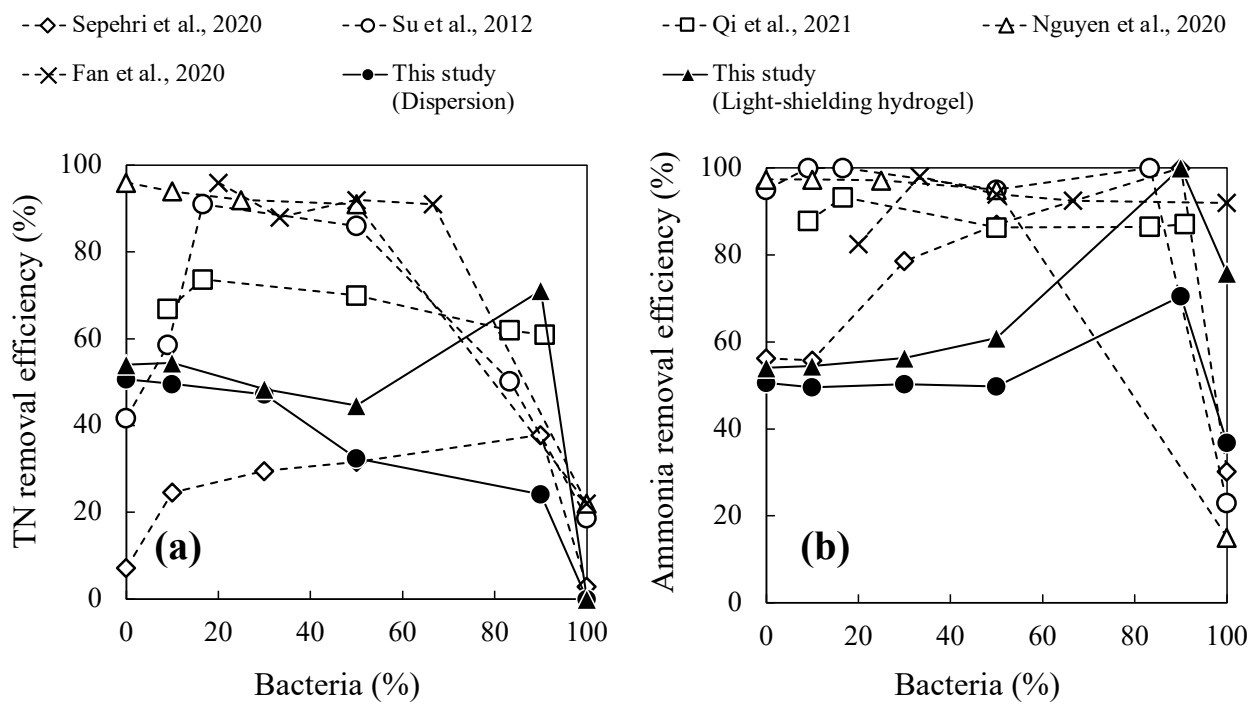 Sepehri et al., 2020
Su et al., 2012
Qi et al., 2021
Nguyen et al., 2020
Fan et al., 2020
This study
(Dispersion)
This study
(Light-shielding hydrogel)
TN removal efficiency (%)
100
80
60
40
20
0
(a)
0 20 40 60 80 100
Bacteria (%)
Ammonia removal efficiency (%)
100
80
60
40
20
0
(b)
0 20 40 60 80 100
Bacteria (%)